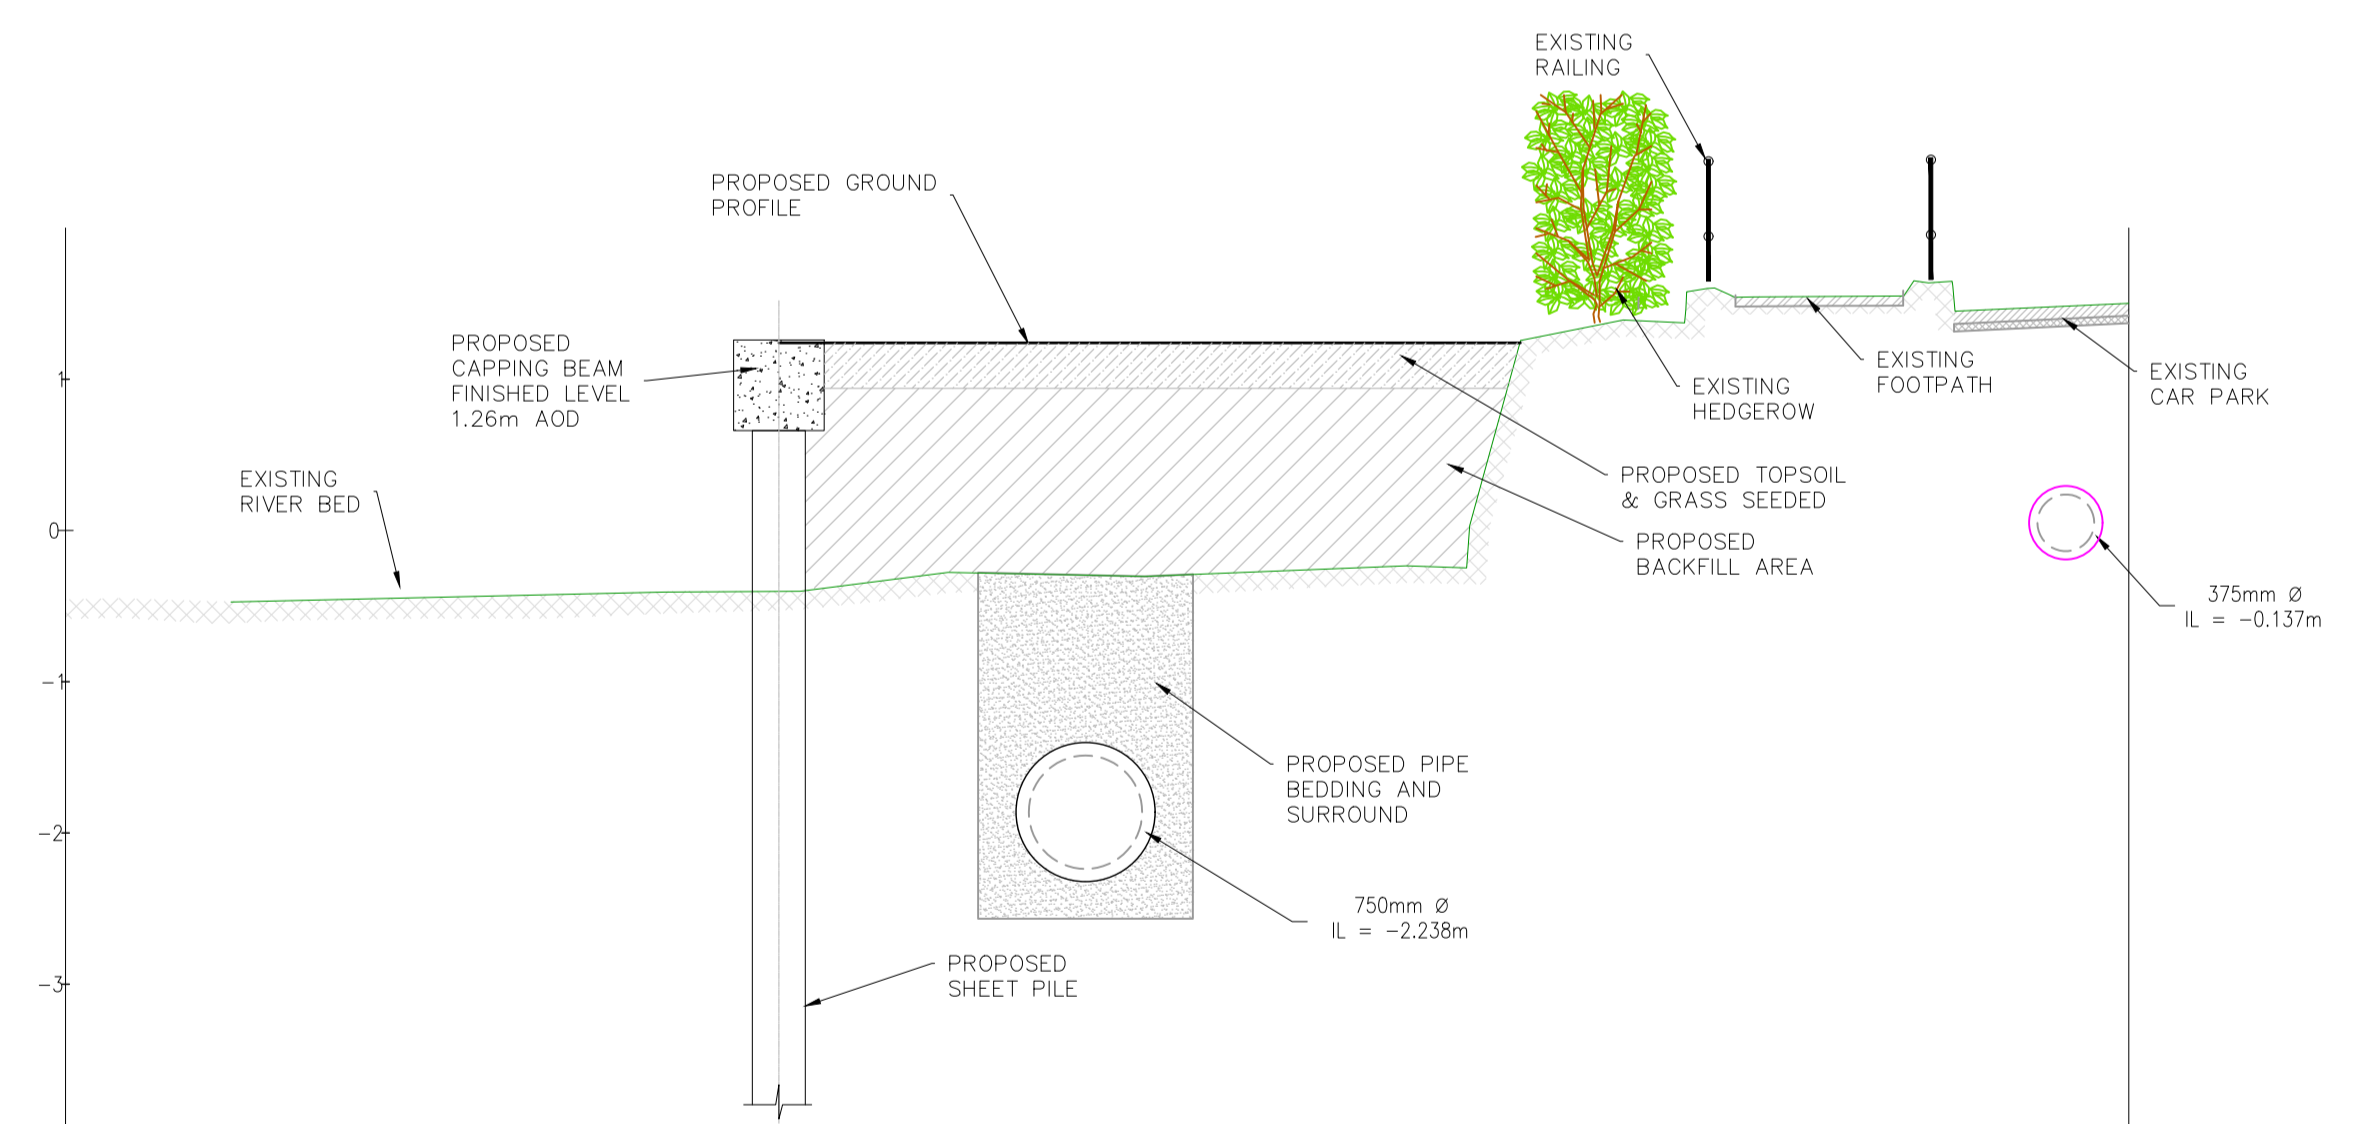 EXISTING
RAILING
PROPOSED GROUND
PROFILE
PROPOSED
CAPPING BEAM
FINISHED LEVEL
1.26m AOD
EXISTING
FOOTPATH
EXISTING
CAR PARK
EXISTING
HEDGEROW
1
EXISTING
RIVER BED
PROPOSED TOPSOIL
& GRASS SEEDED
0
PROPOSED
BACKFILL AREA
375mm Ø
IL = -0.137m
-1
PROPOSED PIPE
BEDDING AND
SURROUND
-2
750mm Ø
IL = -2.238m
PROPOSED
SHEET PILE
-3